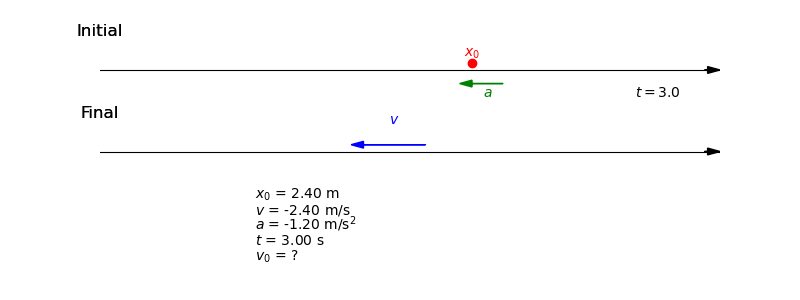 Initial
x₀
a
t = 3.0
Final
v
x₀ = 2.40 m
v = -2.40 m/s
a = -1.20 m/s²
t = 3.00 s
v₀ = ?